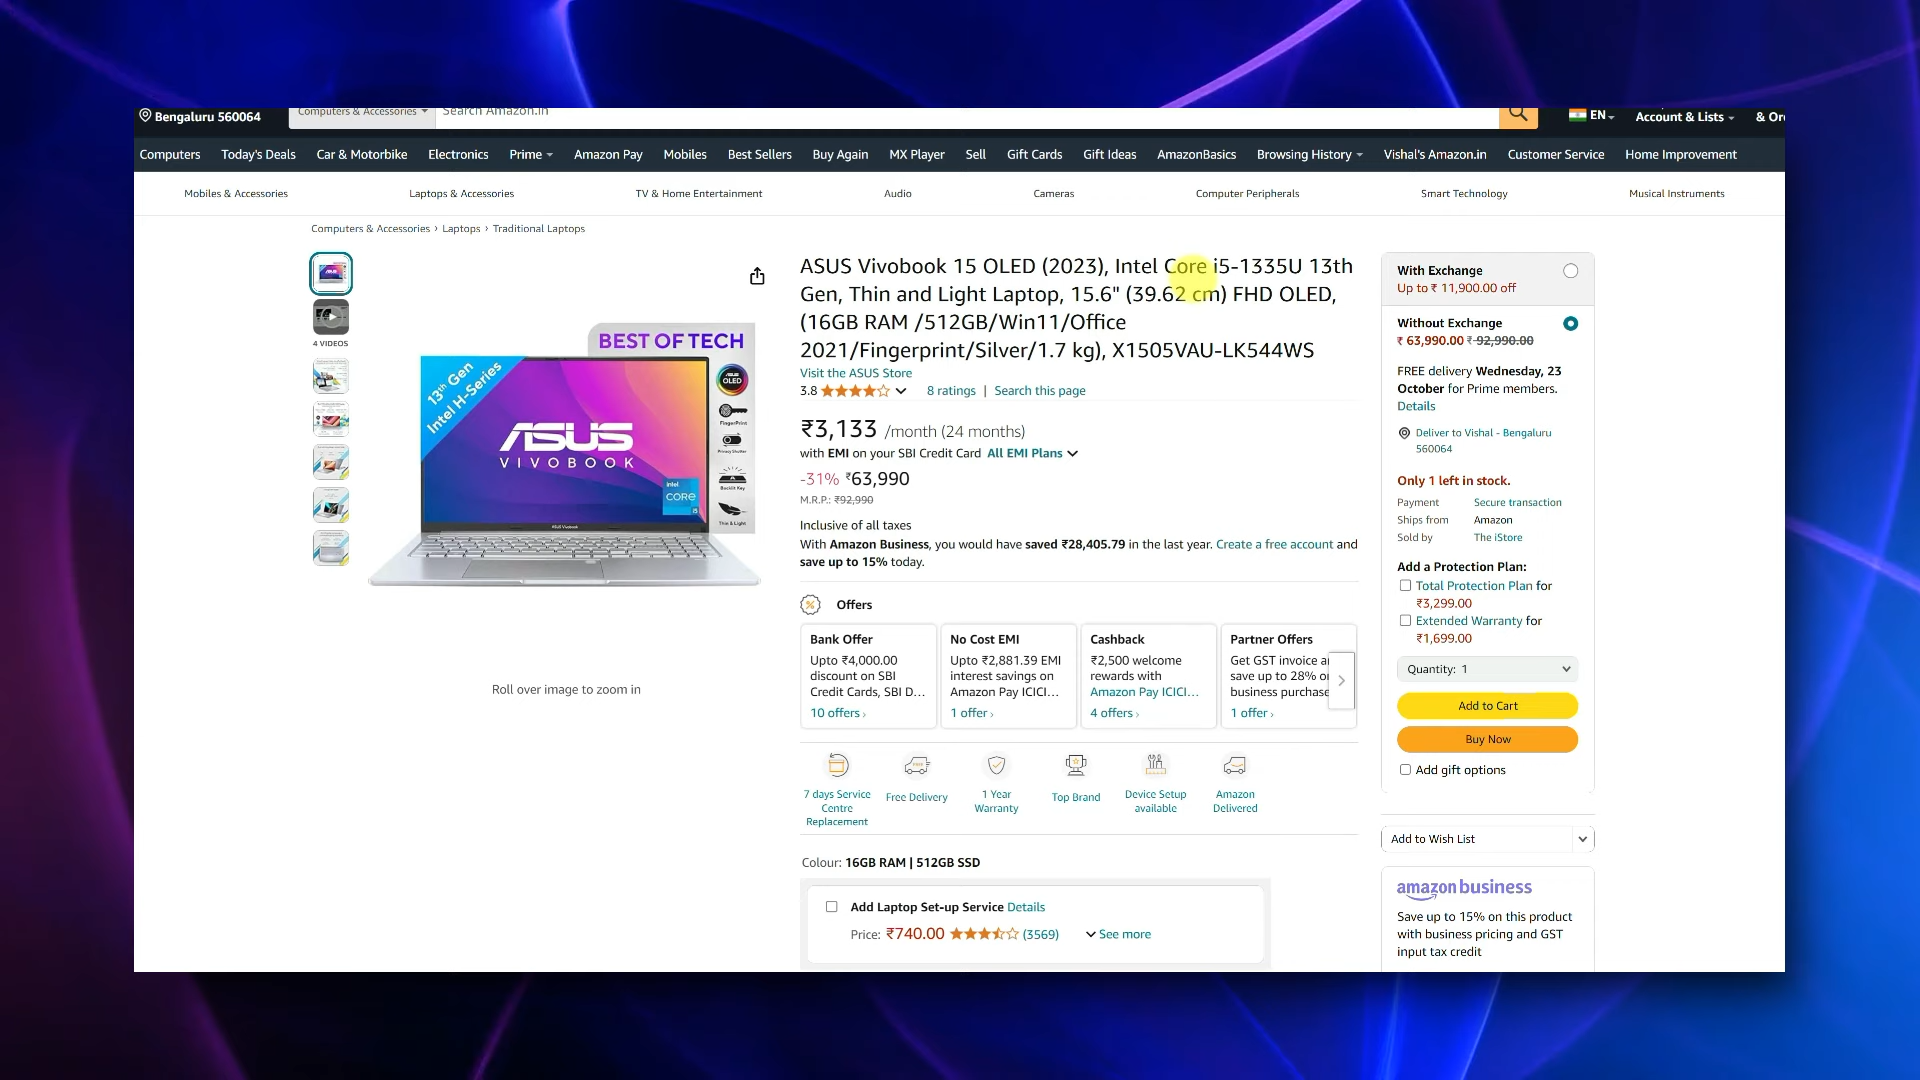 Bengaluru 560064
Computers & Accessories
Search Amazon.in
EN
Account & Lists
& Or
Computers Today's Deals Car & Motorbike Electronics Prime Amazon Pay Mobiles Best Sellers Buy Again MX Player Sell Gift Cards Gift Ideas AmazonBasics Browsing History Vishal's Amazon.in Customer Service Home Improvement
Mobiles & Accessories Laptops & Accessories TV & Home Entertainment Audio Cameras Computer Peripherals Smart Technology Musical Instruments
Computers & Accessories › Laptops › Traditional Laptops
4 VIDEOS
BEST OF TECH
13th Gen
Intel H-Series
ASUS
VIVOBOOK
intel
CORE
i5
ASUS Vivobook
ASUS
OLED
FingerPrint
Privacy Shutter
Backlit Key
Thin & Light
Roll over image to zoom in
ASUS Vivobook 15 OLED (2023), Intel Core i5-1335U 13th
Gen, Thin and Light Laptop, 15.6" (39.62 cm) FHD OLED,
(16GB RAM /512GB/Win11/Office
2021/Fingerprint/Silver/1.7 kg), X1505VAU-LK544WS
Visit the ASUS Store
3.8 8 ratings | Search this page
₹3,133 /month (24 months)
with EMI on your SBI Credit Card All EMI Plans
-31% ₹63,990
M.R.P.: ₹92,990
Inclusive of all taxes
With Amazon Business, you would have saved ₹28,405.79 in the last year. Create a free account and
save up to 15% today.
Offers
Bank Offer
Upto ₹4,000.00
discount on SBI
Credit Cards, SBI D...
10 offers ›
No Cost EMI
Upto ₹2,881.39 EMI
interest savings on
Amazon Pay ICICI...
1 offer ›
Cashback
₹2,500 welcome
rewards with
Amazon Pay ICICI...
4 offers ›
Partner Offers
Get GST invoice a
save up to 28% o
business purchase
1 offer ›
7 days Service
Centre
Replacement
Free Delivery
1 Year
Warranty
Top Brand
Device Setup
available
Amazon
Delivered
Colour: 16GB RAM | 512GB SSD
Add Laptop Set-up Service Details
Price: ₹740.00 (3569) See more
With Exchange
Up to ₹ 11,900.00 off
Without Exchange
₹ 63,990.00 ₹ 92,990.00
FREE delivery Wednesday, 23
October for Prime members.
Details
Deliver to Vishal - Bengaluru
560064
Only 1 left in stock.
Payment Secure transaction
Ships from Amazon
Sold by The iStore
Add a Protection Plan:
Total Protection Plan for
₹3,299.00
Extended Warranty for
₹1,699.00
Quantity: 1
Add to Cart
Buy Now
Add gift options
Add to Wish List
amazon business
Save up to 15% on this product
with business pricing and GST
input tax credit